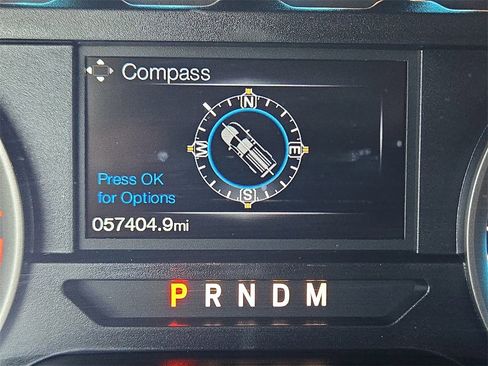 Compass
N
W E
S
Press OK
for Options
057404.9mi
P R N D M